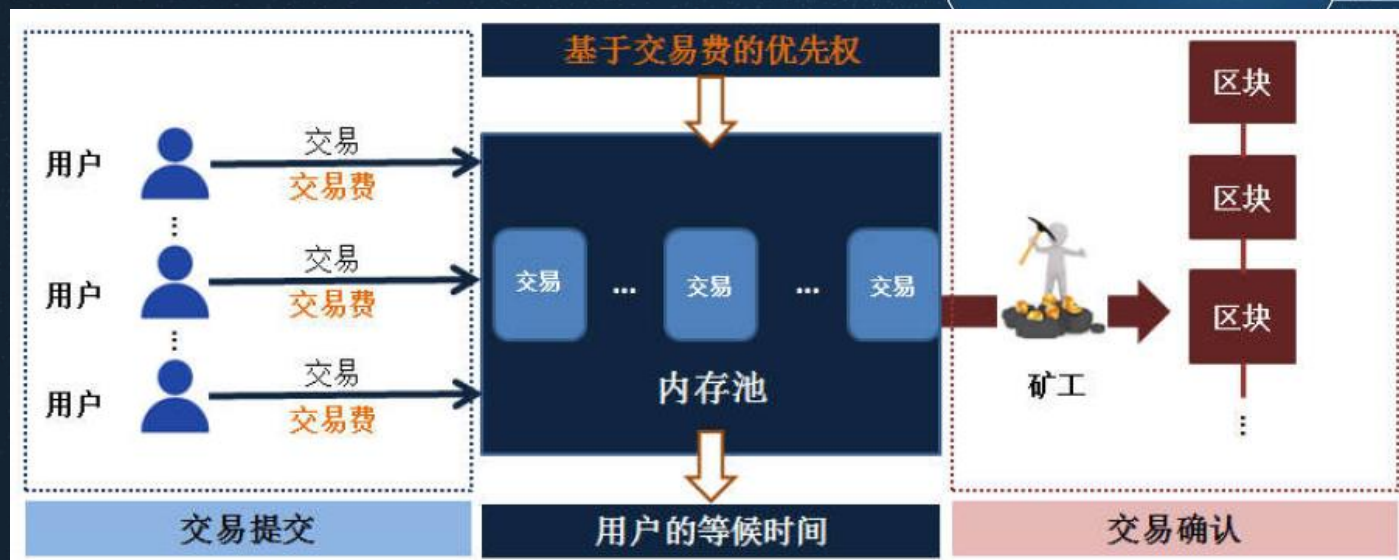 用户
交易
交易费
...
用户
交易
交易费
...
用户
交易
交易费
交易提交
基于交易费的优先权
交易 ... 交易 ... 交易
内存池
用户的等候时间
矿工
区块
区块
区块
...
交易确认